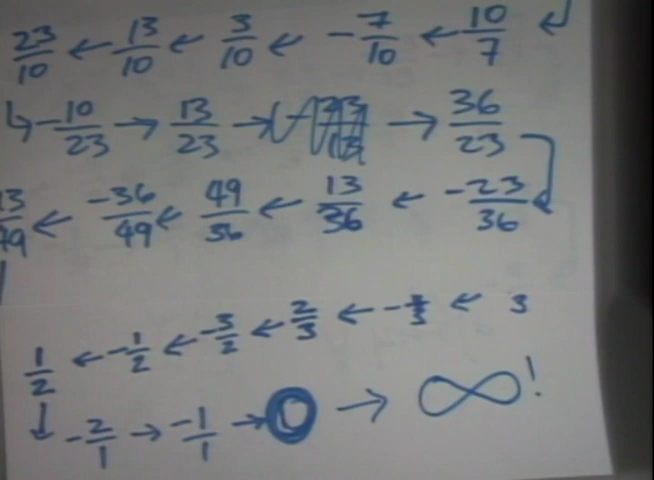 23/10 ← 13/10 ← 3/10 ← -7/10 ← 10/7 ↲
↳ -10/23 → 13/23 → → 36/23
13/49 ← -36/49 ← 49/36 ← 13/36 ← -23/36
1/2 ← -1/2 ← -3/2 ← 2/3 ← ← 3
↓ -2/1 → -1/1 → 0 → ∞!